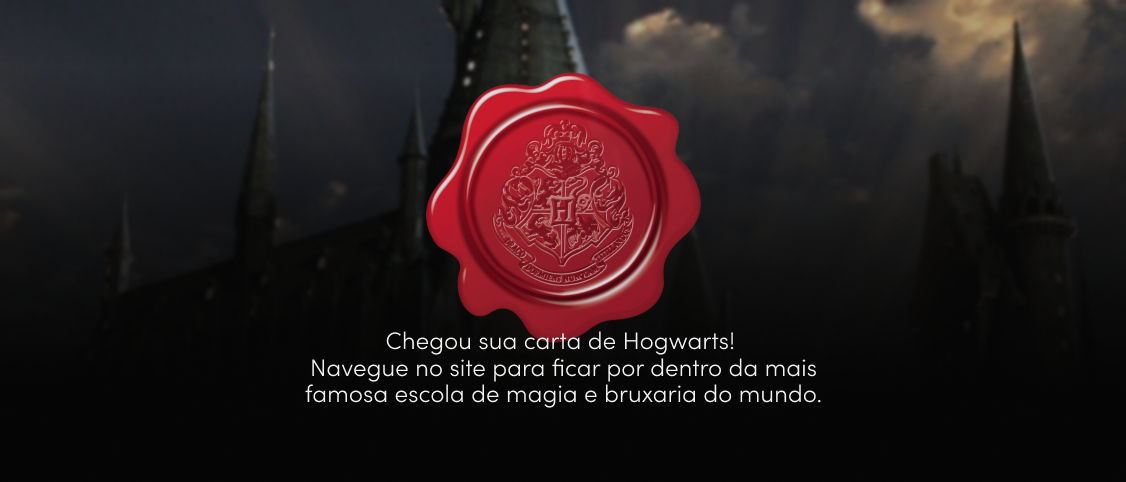 H
Chegou sua carta de Hogwarts!
Navegue no site para ficar por dentro da mais
famosa escola de magia e bruxaria do mundo.